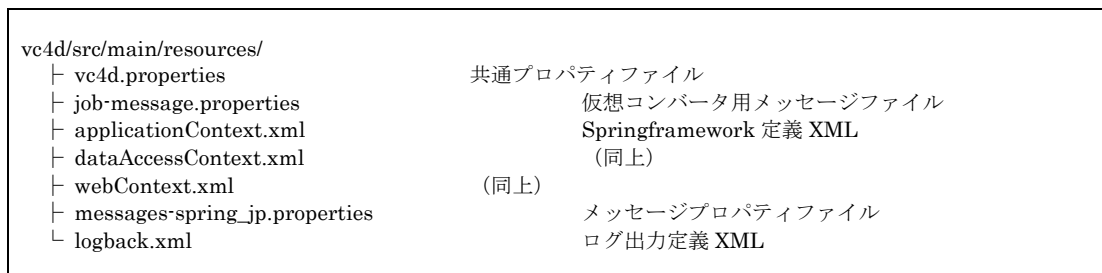 vc4d/src/main/resources/
├ vc4d.properties 共通プロパティファイル
├ job-message.properties 仮想コンバータ用メッセージファイル
├ applicationContext.xml Springframework 定義 XML
├ dataAccessContext.xml （同上）
├ webContext.xml （同上）
├ messages-spring_jp.properties メッセージプロパティファイル
└ logback.xml ログ出力定義 XML